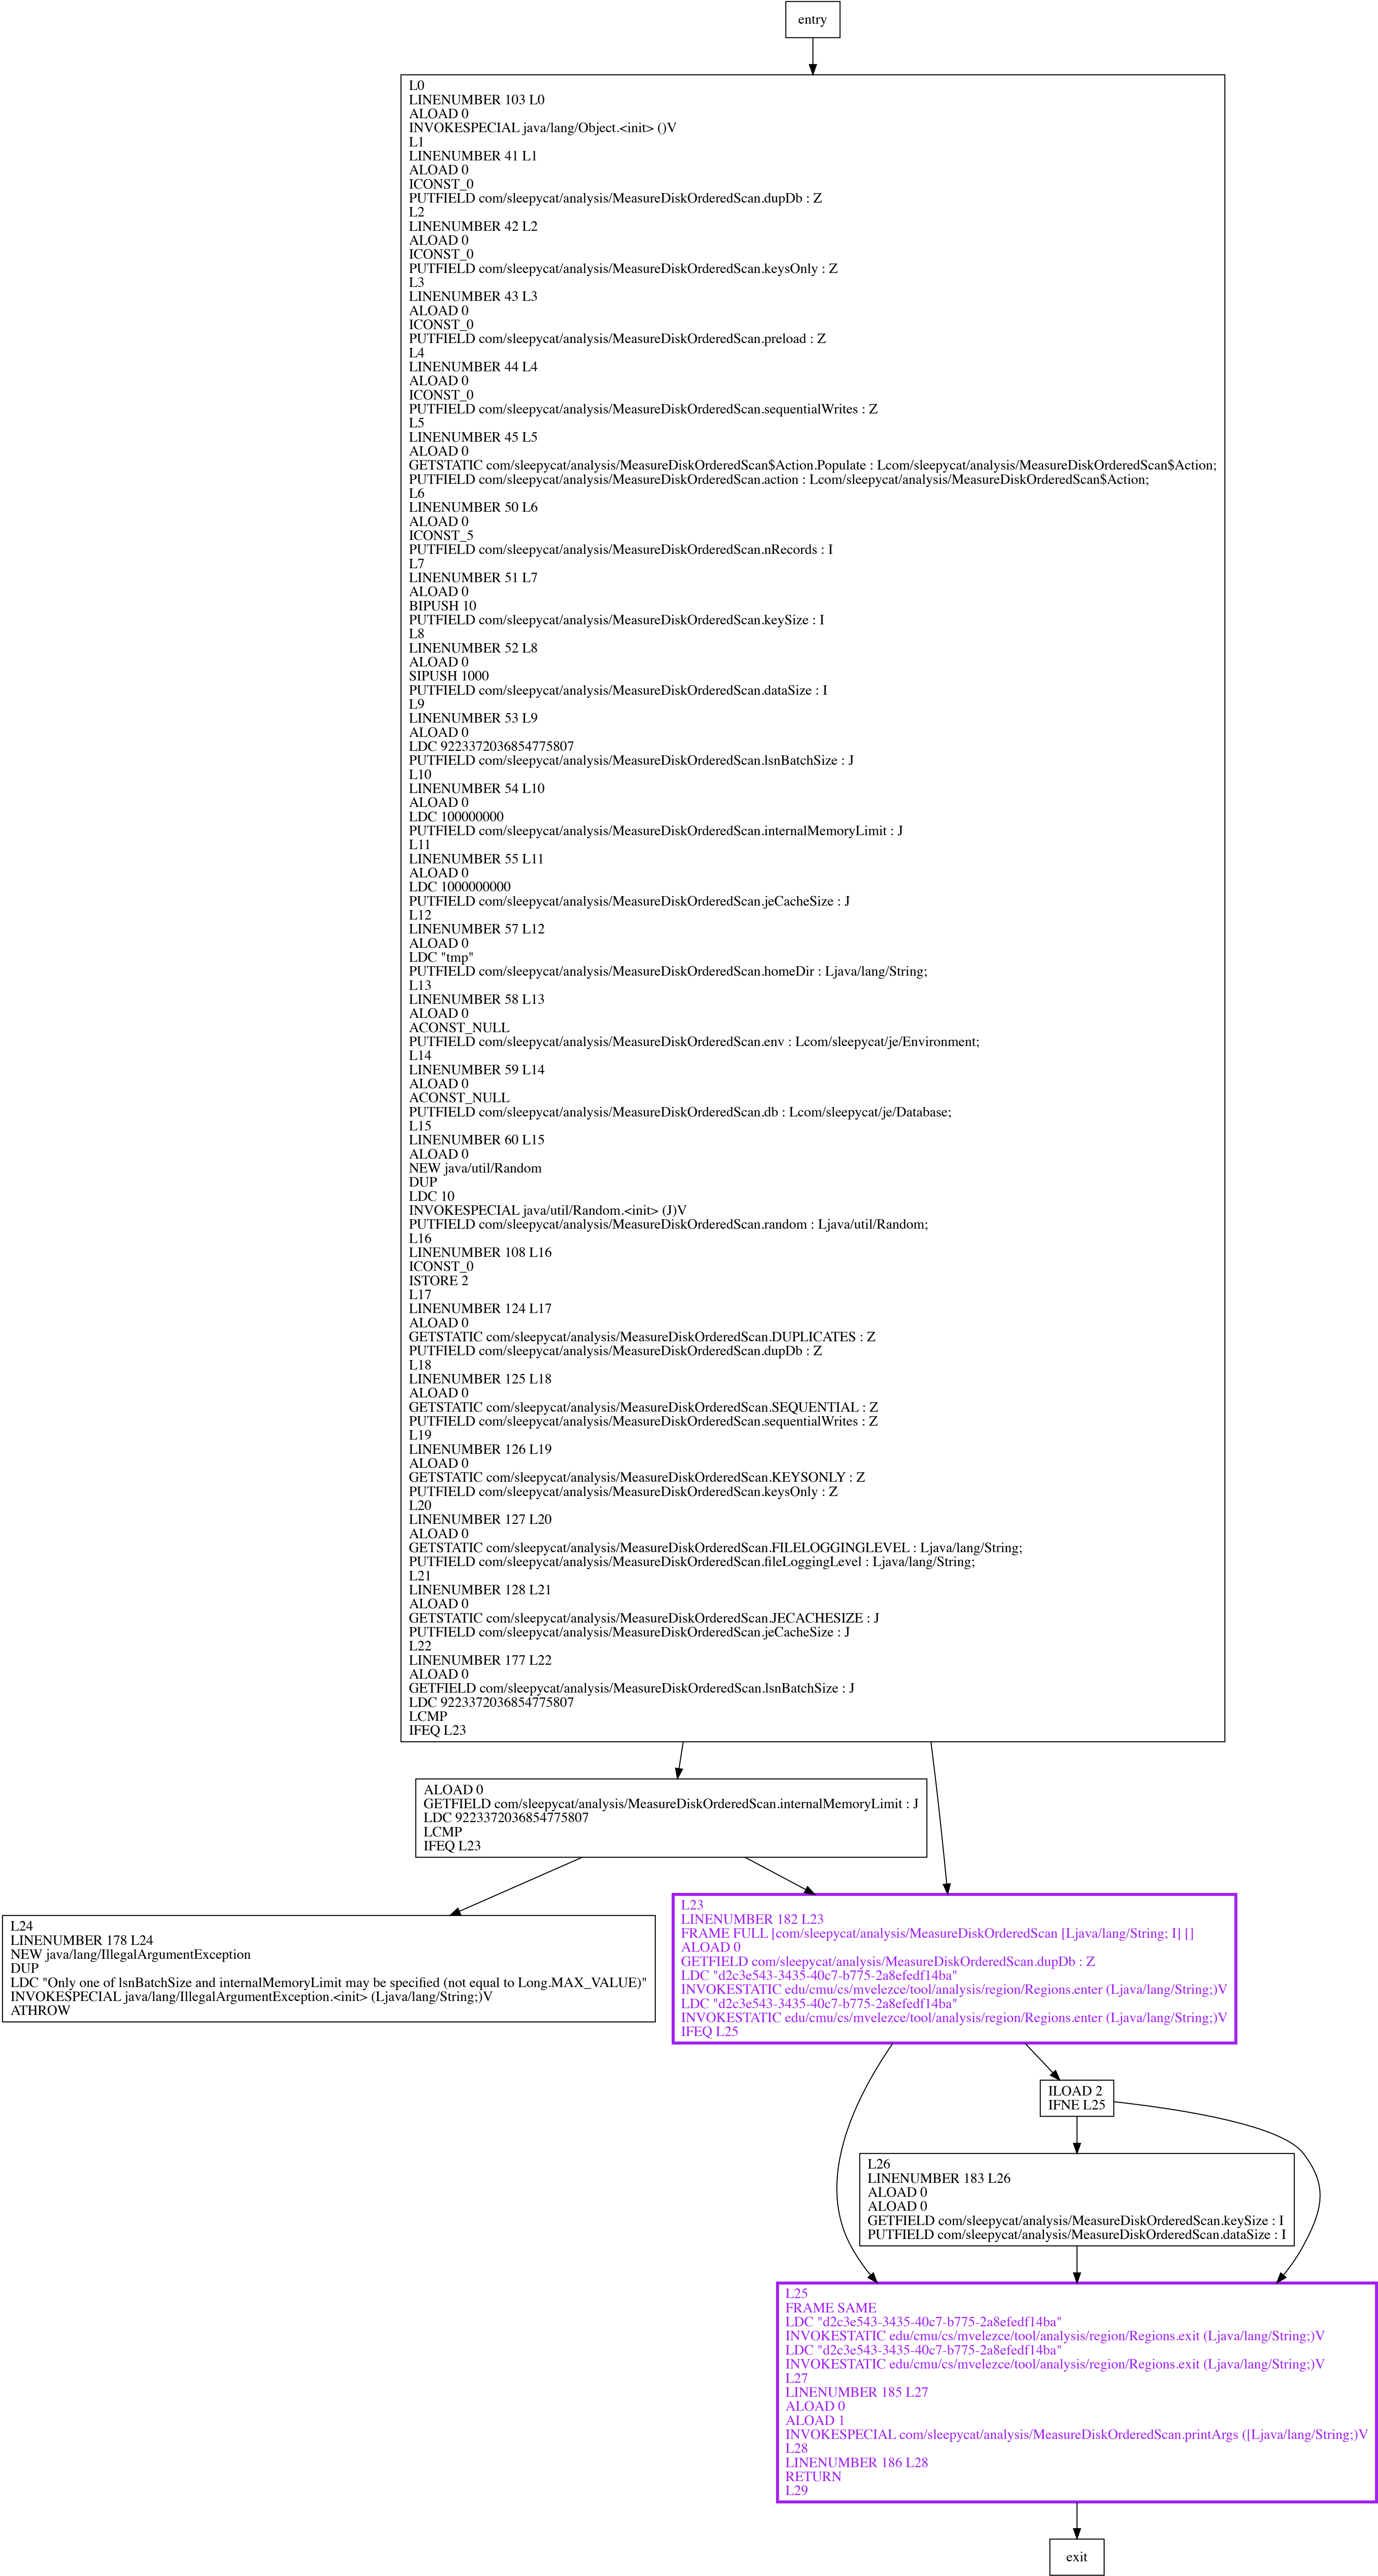 entry
L0
LINENUMBER 103 L0
ALOAD 0
INVOKESPECIAL java/lang/Object.<init> ()V
L1
LINENUMBER 41 L1
ALOAD 0
ICONST_0
PUTFIELD com/sleepycat/analysis/MeasureDiskOrderedScan.dupDb : Z
L2
LINENUMBER 42 L2
ALOAD 0
ICONST_0
PUTFIELD com/sleepycat/analysis/MeasureDiskOrderedScan.keysOnly : Z
L3
LINENUMBER 43 L3
ALOAD 0
ICONST_0
PUTFIELD com/sleepycat/analysis/MeasureDiskOrderedScan.preload : Z
L4
LINENUMBER 44 L4
ALOAD 0
ICONST_0
PUTFIELD com/sleepycat/analysis/MeasureDiskOrderedScan.sequentialWrites : Z
L5
LINENUMBER 45 L5
ALOAD 0
GETSTATIC com/sleepycat/analysis/MeasureDiskOrderedScan$Action.Populate : Lcom/sleepycat/analysis/MeasureDiskOrderedScan$Action;
PUTFIELD com/sleepycat/analysis/MeasureDiskOrderedScan.action : Lcom/sleepycat/analysis/MeasureDiskOrderedScan$Action;
L6
LINENUMBER 50 L6
ALOAD 0
ICONST_5
PUTFIELD com/sleepycat/analysis/MeasureDiskOrderedScan.nRecords : I
L7
LINENUMBER 51 L7
ALOAD 0
BIPUSH 10
PUTFIELD com/sleepycat/analysis/MeasureDiskOrderedScan.keySize : I
L8
LINENUMBER 52 L8
ALOAD 0
SIPUSH 1000
PUTFIELD com/sleepycat/analysis/MeasureDiskOrderedScan.dataSize : I
L9
LINENUMBER 53 L9
ALOAD 0
LDC 9223372036854775807
PUTFIELD com/sleepycat/analysis/MeasureDiskOrderedScan.lsnBatchSize : J
L10
LINENUMBER 54 L10
ALOAD 0
LDC 100000000
PUTFIELD com/sleepycat/analysis/MeasureDiskOrderedScan.internalMemoryLimit : J
L11
LINENUMBER 55 L11
ALOAD 0
LDC 1000000000
PUTFIELD com/sleepycat/analysis/MeasureDiskOrderedScan.jeCacheSize : J
L12
LINENUMBER 57 L12
ALOAD 0
LDC "tmp"
PUTFIELD com/sleepycat/analysis/MeasureDiskOrderedScan.homeDir : Ljava/lang/String;
L13
LINENUMBER 58 L13
ALOAD 0
ACONST_NULL
PUTFIELD com/sleepycat/analysis/MeasureDiskOrderedScan.env : Lcom/sleepycat/je/Environment;
L14
LINENUMBER 59 L14
ALOAD 0
ACONST_NULL
PUTFIELD com/sleepycat/analysis/MeasureDiskOrderedScan.db : Lcom/sleepycat/je/Database;
L15
LINENUMBER 60 L15
ALOAD 0
NEW java/util/Random
DUP
LDC 10
INVOKESPECIAL java/util/Random.<init> (J)V
PUTFIELD com/sleepycat/analysis/MeasureDiskOrderedScan.random : Ljava/util/Random;
L16
LINENUMBER 108 L16
ICONST_0
ISTORE 2
L17
LINENUMBER 124 L17
ALOAD 0
GETSTATIC com/sleepycat/analysis/MeasureDiskOrderedScan.DUPLICATES : Z
PUTFIELD com/sleepycat/analysis/MeasureDiskOrderedScan.dupDb : Z
L18
LINENUMBER 125 L18
ALOAD 0
GETSTATIC com/sleepycat/analysis/MeasureDiskOrderedScan.SEQUENTIAL : Z
PUTFIELD com/sleepycat/analysis/MeasureDiskOrderedScan.sequentialWrites : Z
L19
LINENUMBER 126 L19
ALOAD 0
GETSTATIC com/sleepycat/analysis/MeasureDiskOrderedScan.KEYSONLY : Z
PUTFIELD com/sleepycat/analysis/MeasureDiskOrderedScan.keysOnly : Z
L20
LINENUMBER 127 L20
ALOAD 0
GETSTATIC com/sleepycat/analysis/MeasureDiskOrderedScan.FILELOGGINGLEVEL : Ljava/lang/String;
PUTFIELD com/sleepycat/analysis/MeasureDiskOrderedScan.fileLoggingLevel : Ljava/lang/String;
L21
LINENUMBER 128 L21
ALOAD 0
GETSTATIC com/sleepycat/analysis/MeasureDiskOrderedScan.JECACHESIZE : J
PUTFIELD com/sleepycat/analysis/MeasureDiskOrderedScan.jeCacheSize : J
L22
LINENUMBER 177 L22
ALOAD 0
GETFIELD com/sleepycat/analysis/MeasureDiskOrderedScan.lsnBatchSize : J
LDC 9223372036854775807
LCMP
IFEQ L23
ALOAD 0
GETFIELD com/sleepycat/analysis/MeasureDiskOrderedScan.internalMemoryLimit : J
LDC 9223372036854775807
LCMP
IFEQ L23
L24
LINENUMBER 178 L24
NEW java/lang/IllegalArgumentException
DUP
LDC "Only one of lsnBatchSize and internalMemoryLimit may be specified (not equal to Long.MAX_VALUE)"
INVOKESPECIAL java/lang/IllegalArgumentException.<init> (Ljava/lang/String;)V
ATHROW
L23
LINENUMBER 182 L23
FRAME FULL [com/sleepycat/analysis/MeasureDiskOrderedScan [Ljava/lang/String; I] []
ALOAD 0
GETFIELD com/sleepycat/analysis/MeasureDiskOrderedScan.dupDb : Z
LDC "d2c3e543-3435-40c7-b775-2a8efedf14ba"
INVOKESTATIC edu/cmu/cs/mvelezce/tool/analysis/region/Regions.enter (Ljava/lang/String;)V
LDC "d2c3e543-3435-40c7-b775-2a8efedf14ba"
INVOKESTATIC edu/cmu/cs/mvelezce/tool/analysis/region/Regions.enter (Ljava/lang/String;)V
IFEQ L25
ILOAD 2
IFNE L25
L26
LINENUMBER 183 L26
ALOAD 0
ALOAD 0
GETFIELD com/sleepycat/analysis/MeasureDiskOrderedScan.keySize : I
PUTFIELD com/sleepycat/analysis/MeasureDiskOrderedScan.dataSize : I
L25
FRAME SAME
LDC "d2c3e543-3435-40c7-b775-2a8efedf14ba"
INVOKESTATIC edu/cmu/cs/mvelezce/tool/analysis/region/Regions.exit (Ljava/lang/String;)V
LDC "d2c3e543-3435-40c7-b775-2a8efedf14ba"
INVOKESTATIC edu/cmu/cs/mvelezce/tool/analysis/region/Regions.exit (Ljava/lang/String;)V
L27
LINENUMBER 185 L27
ALOAD 0
ALOAD 1
INVOKESPECIAL com/sleepycat/analysis/MeasureDiskOrderedScan.printArgs ([Ljava/lang/String;)V
L28
LINENUMBER 186 L28
RETURN
L29
exit